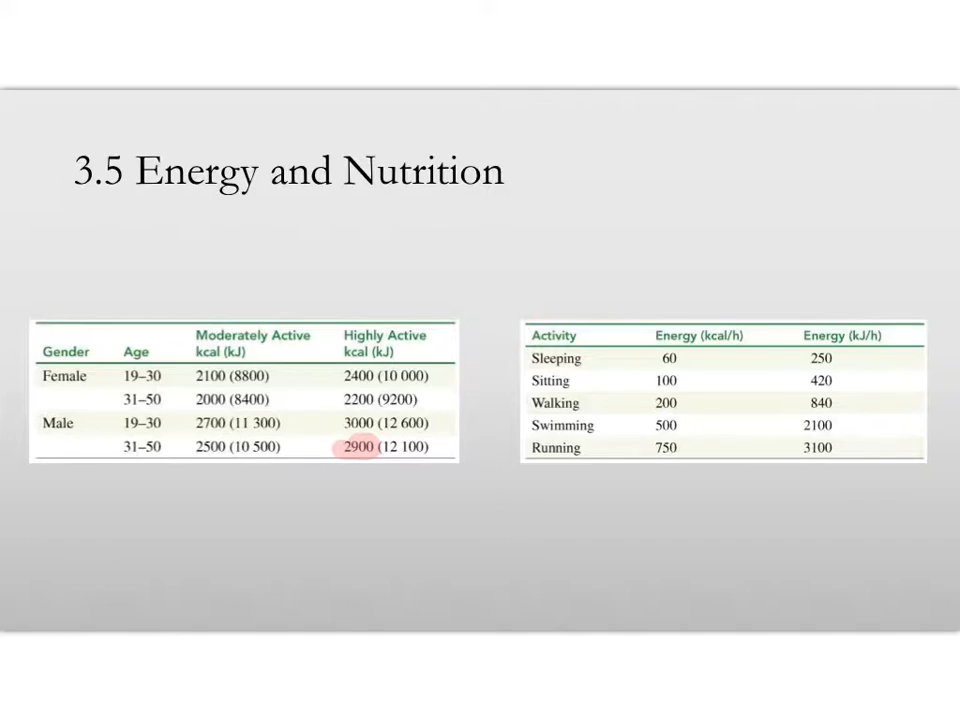 3.5 Energy and Nutrition
Moderately Active Highly Active
Gender Age kcal (kJ) kcal (kJ)
Female 19–30 2100 (8800) 2400 (10 000)
31–50 2000 (8400) 2200 (9200)
Male 19–30 2700 (11 300) 3000 (12 600)
31–50 2500 (10 500) 2900 (12 100)
Activity Energy (kcal/h) Energy (kJ/h)
Sleeping 60 250
Sitting 100 420
Walking 200 840
Swimming 500 2100
Running 750 3100